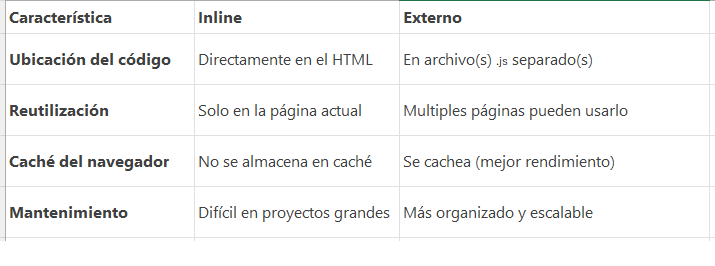 Característica Inline Externo
Ubicación del código Directamente en el HTML En archivo(s) .js separado(s)
Reutilización Solo en la página actual Multiples páginas pueden usarlo
Caché del navegador No se almacena en caché Se cachea (mejor rendimiento)
Mantenimiento Difícil en proyectos grandes Más organizado y escalable